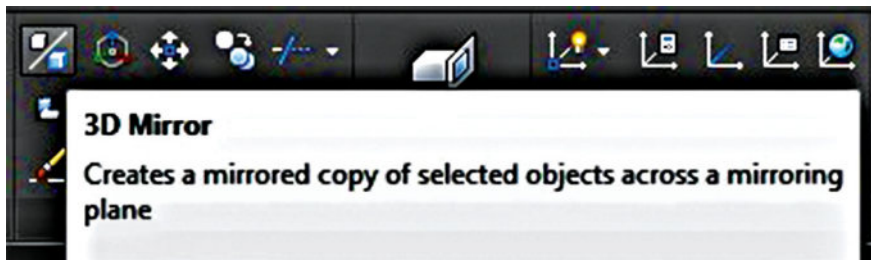 3D Mirror
Creates a mirrored copy of selected objects across a mirroring
plane